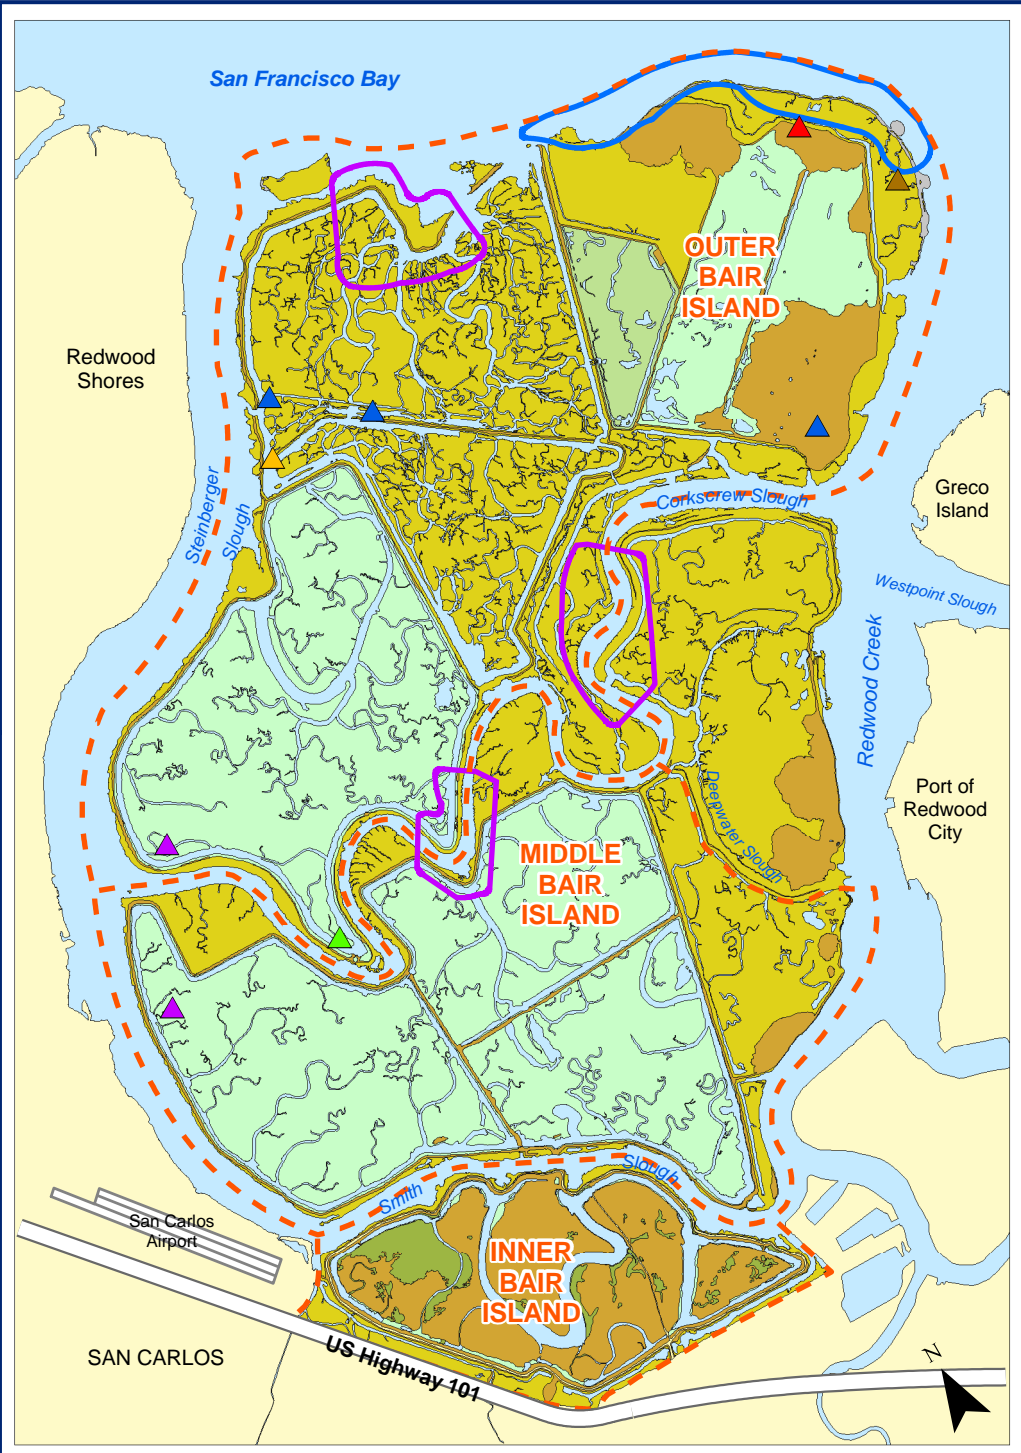 San Francisco Bay
OUTER
BAIR
ISLAND
Redwood
Shores
Steinberger
Slough
Corkscrew Slough
Greco
Island
Westpoint Slough
Redwood Creek
Port of
Redwood
City
Deepwater Slough
MIDDLE
BAIR
ISLAND
Smith
Slough
San Carlos
Airport
INNER
BAIR
ISLAND
US Highway 101
SAN CARLOS
N